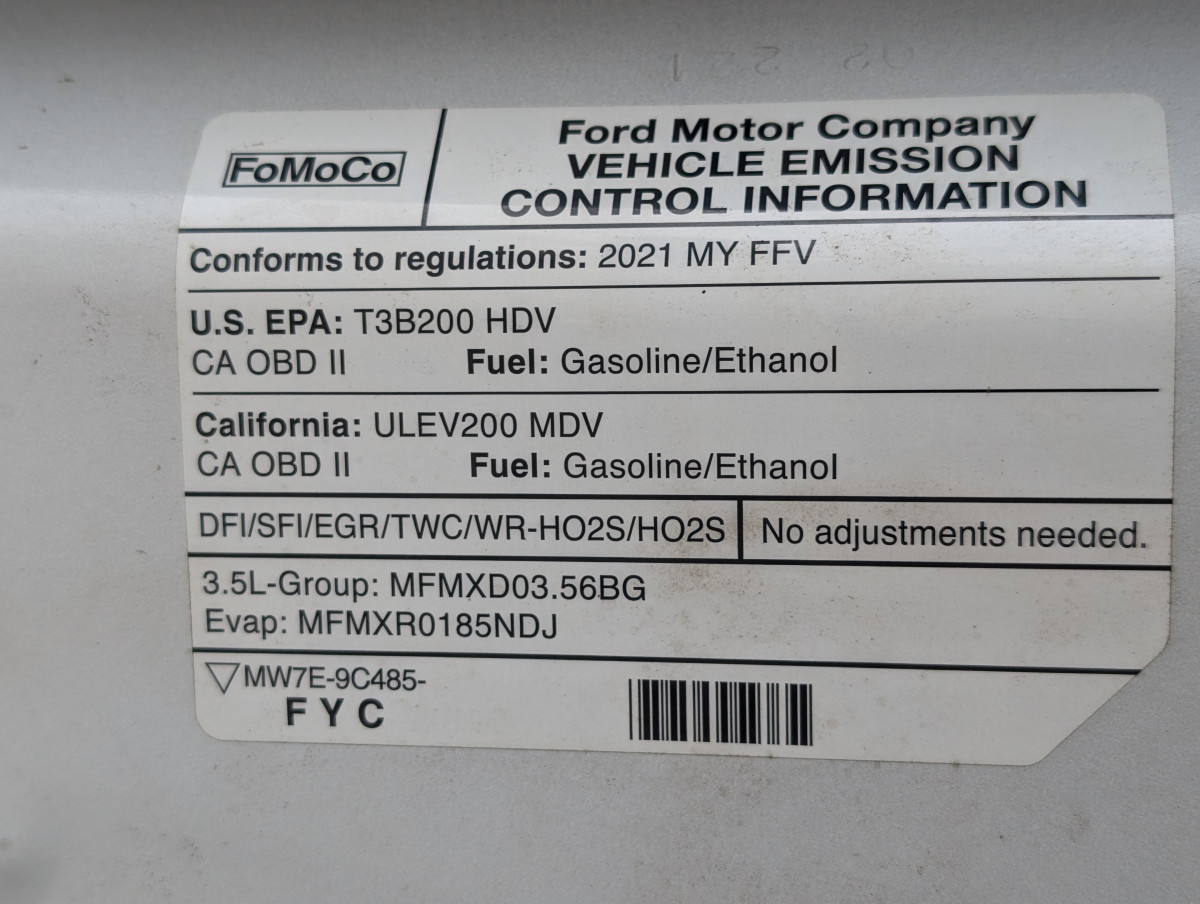 FoMoCo
Ford Motor Company
VEHICLE EMISSION
CONTROL INFORMATION
Conforms to regulations: 2021 MY FFV
U.S. EPA: T3B200 HDV
CA OBD II Fuel: Gasoline/Ethanol
California: ULEV200 MDV
CA OBD II Fuel: Gasoline/Ethanol
DFI/SFI/EGR/TWC/WR-HO2S/HO2S No adjustments needed.
3.5L-Group: MFMXD03.56BG
Evap: MFMXR0185NDJ
MW7E-9C485-
F Y C